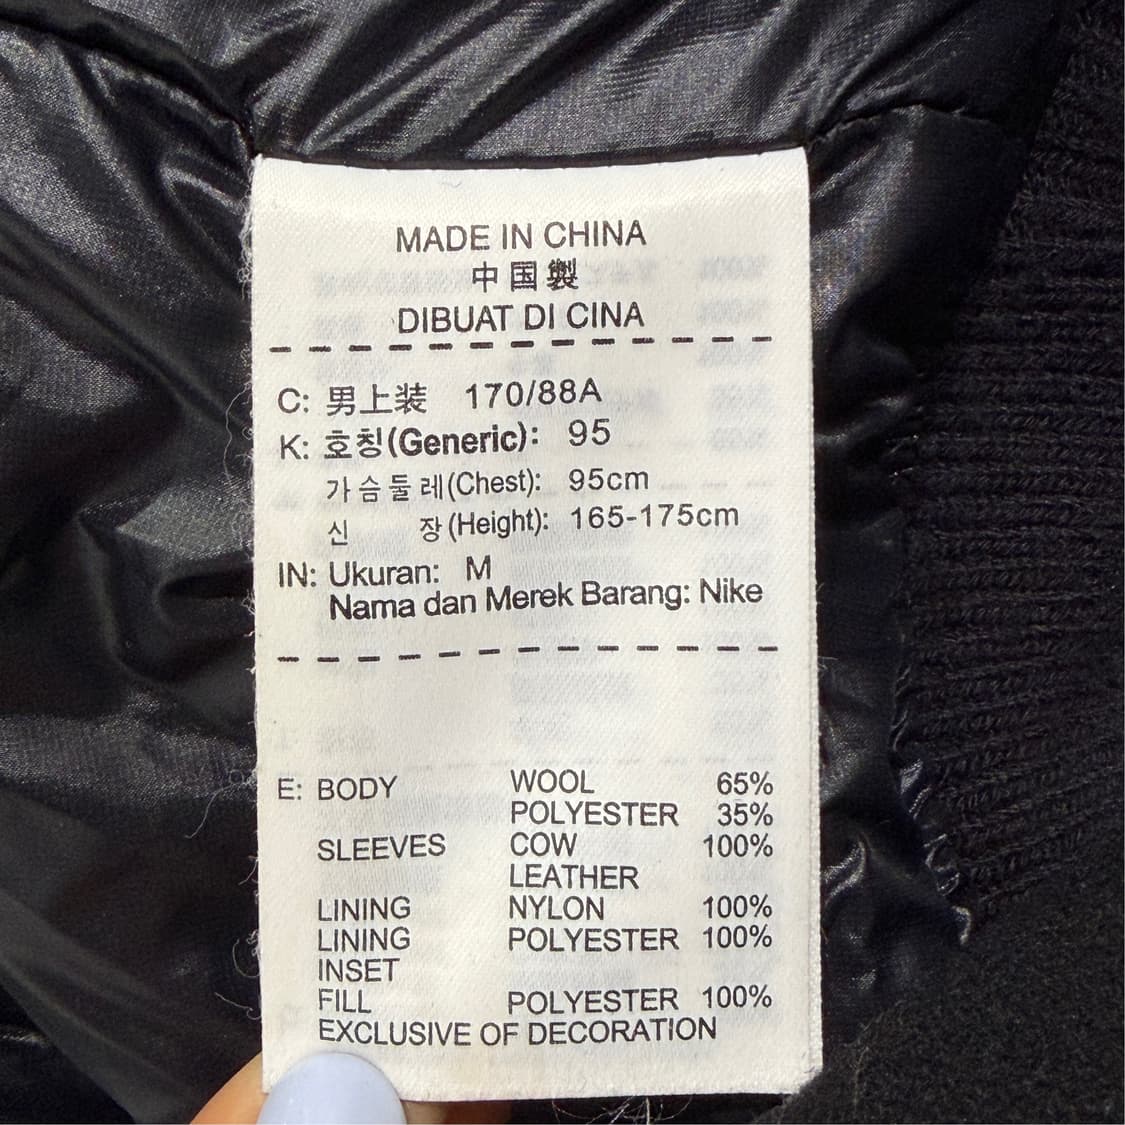 MADE IN CHINA
中国製
DIBUAT DI CINA
C: 男上装 170/88A
K: 호칭(Generic): 95
가슴둘레(Chest): 95cm
신 장(Height): 165-175cm
IN: Ukuran: M
Nama dan Merek Barang: Nike
E: BODY WOOL 65%
POLYESTER 35%
SLEEVES COW 100%
LEATHER
LINING NYLON 100%
LINING POLYESTER 100%
INSET
FILL POLYESTER 100%
EXCLUSIVE OF DECORATION